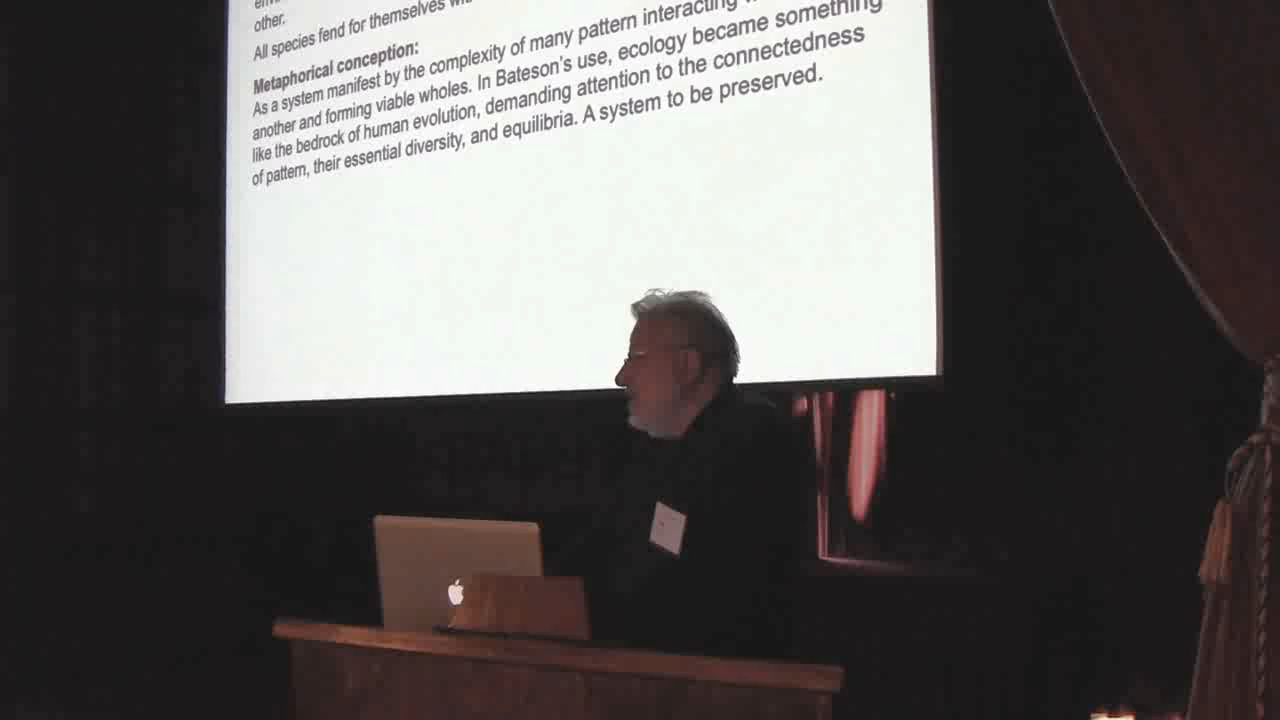 other.
All species fend for themselves
Metaphorical conception:
As a system manifest by the complexity of many pattern interacting
another and forming viable wholes. In Bateson's use, ecology became something
like the bedrock of human evolution, demanding attention to the connectedness
of pattern, their essential diversity, and equilibria. A system to be preserved.